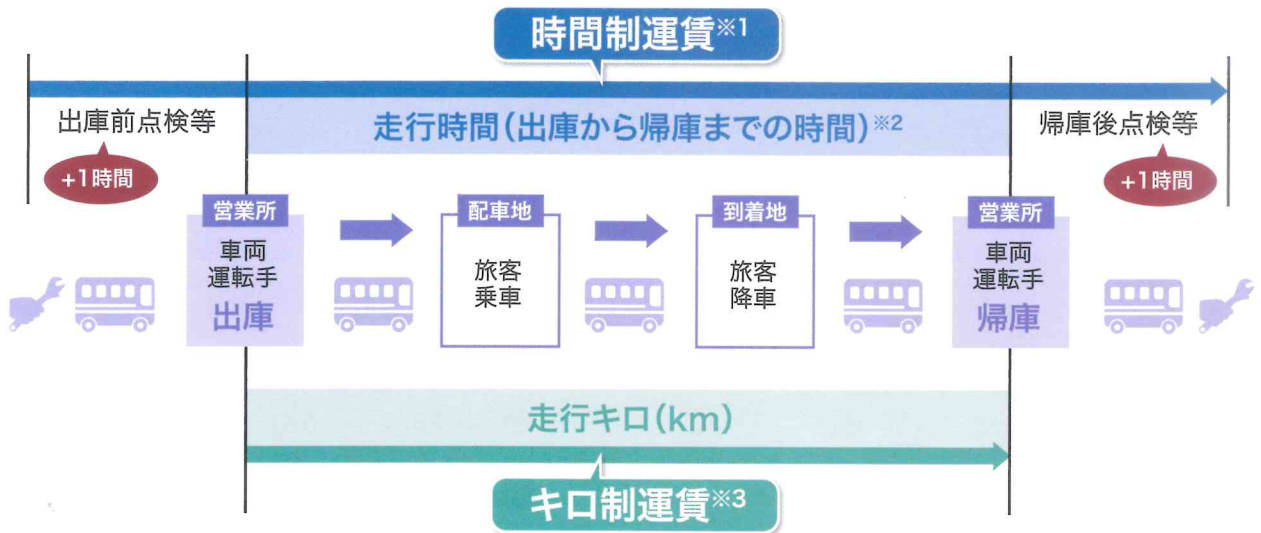 時間制運賃※1
出庫前点検等
走行時間(出庫から帰庫までの時間)※2
帰庫後点検等
+1時間
+1時間
営業所
車両
運転手
出庫
配車地
旅客
乗車
到着地
旅客
降車
営業所
車両
運転手
帰庫
走行キロ(km)
キロ制運賃※3